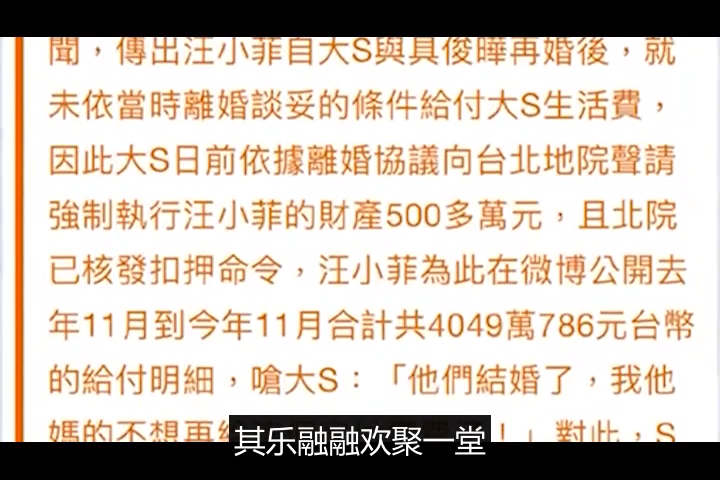 聞，傳出汪小菲自大S與具俊曄再婚後，就
未依當時離婚談妥的條件給付大S生活費，
因此大S日前依據離婚協議向台北地院聲請
強制執行汪小菲的財產500多萬元，且北院
已核發扣押命令，汪小菲為此在微博公開去
年11月到今年11月合計共4049萬786元台幣
的給付明細，嗆大S：「他們結婚了，我他
媽的不想再 ！」對此，S
其乐融融欢聚一堂